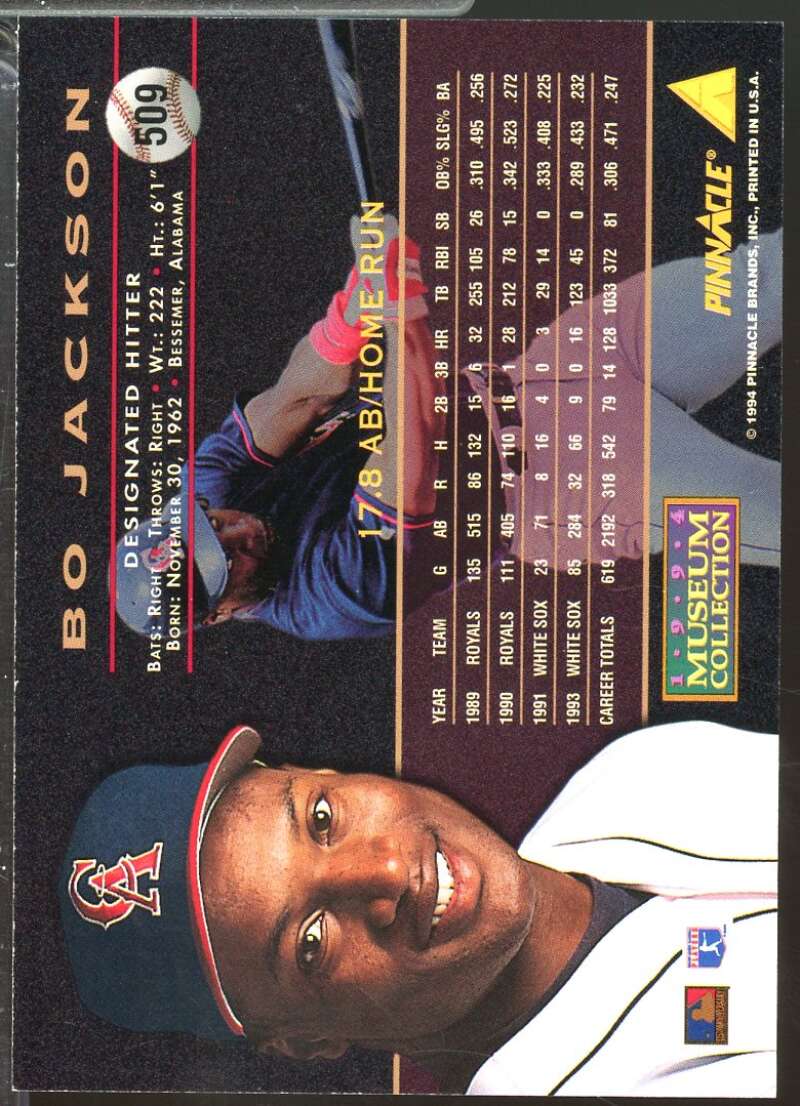 BO JACKSON
509
DESIGNATED HITTER
BATS: RIGHT • THROWS: RIGHT • WT.: 222 • HT.: 6'1"
BORN: NOVEMBER 30, 1962 • BESSEMER, ALABAMA
17.8 AB/HOME RUN
YEAR TEAM G AB R H 2B 3B HR TB RBI SB OB% SLG% BA
1989 ROYALS 135 515 86 132 15 6 32 255 105 26 .310 .495 .256
1990 ROYALS 111 405 74 110 16 1 28 212 78 15 .342 .523 .272
1991 WHITE SOX 23 71 8 16 4 0 3 29 14 0 .333 .408 .225
1993 WHITE SOX 85 284 32 66 9 0 16 123 45 0 .289 .433 .232
CAREER TOTALS 619 2192 318 542 79 14 128 1033 372 81 .306 .471 .247
1•9•9•4
MUSEUM
COLLECTION
PINNACLE®
© 1994 PINNACLE BRANDS, INC., PRINTED IN U.S.A.
CA